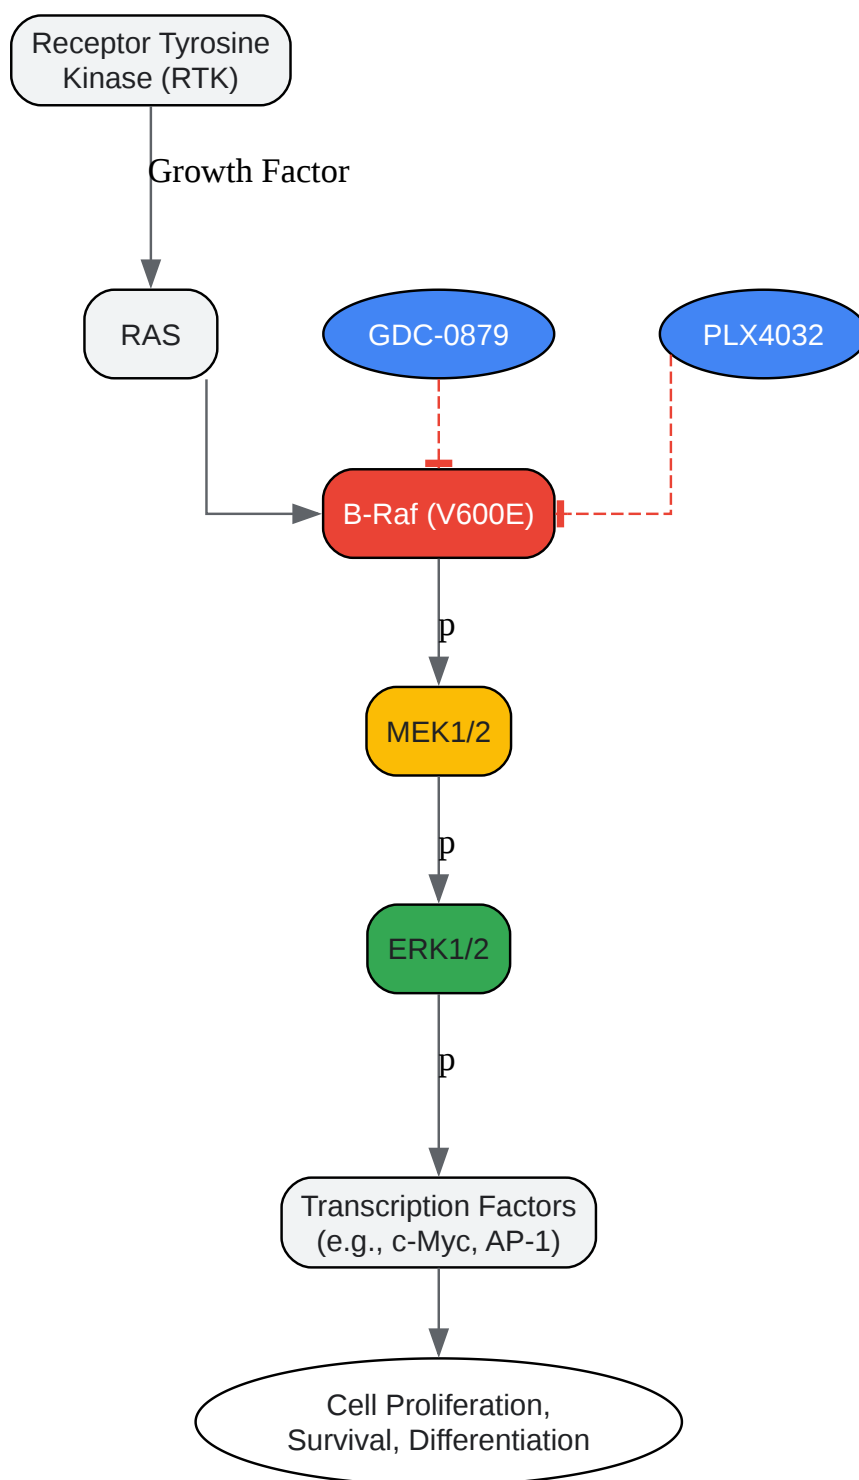 Receptor Tyrosine
Kinase (RTK)
Growth Factor
RAS
GDC-0879
PLX4032
B-Raf (V600E)
p
MEK1/2
p
ERK1/2
p
Transcription Factors
(e.g., c-Myc, AP-1)
Cell Proliferation,
Survival, Differentiation